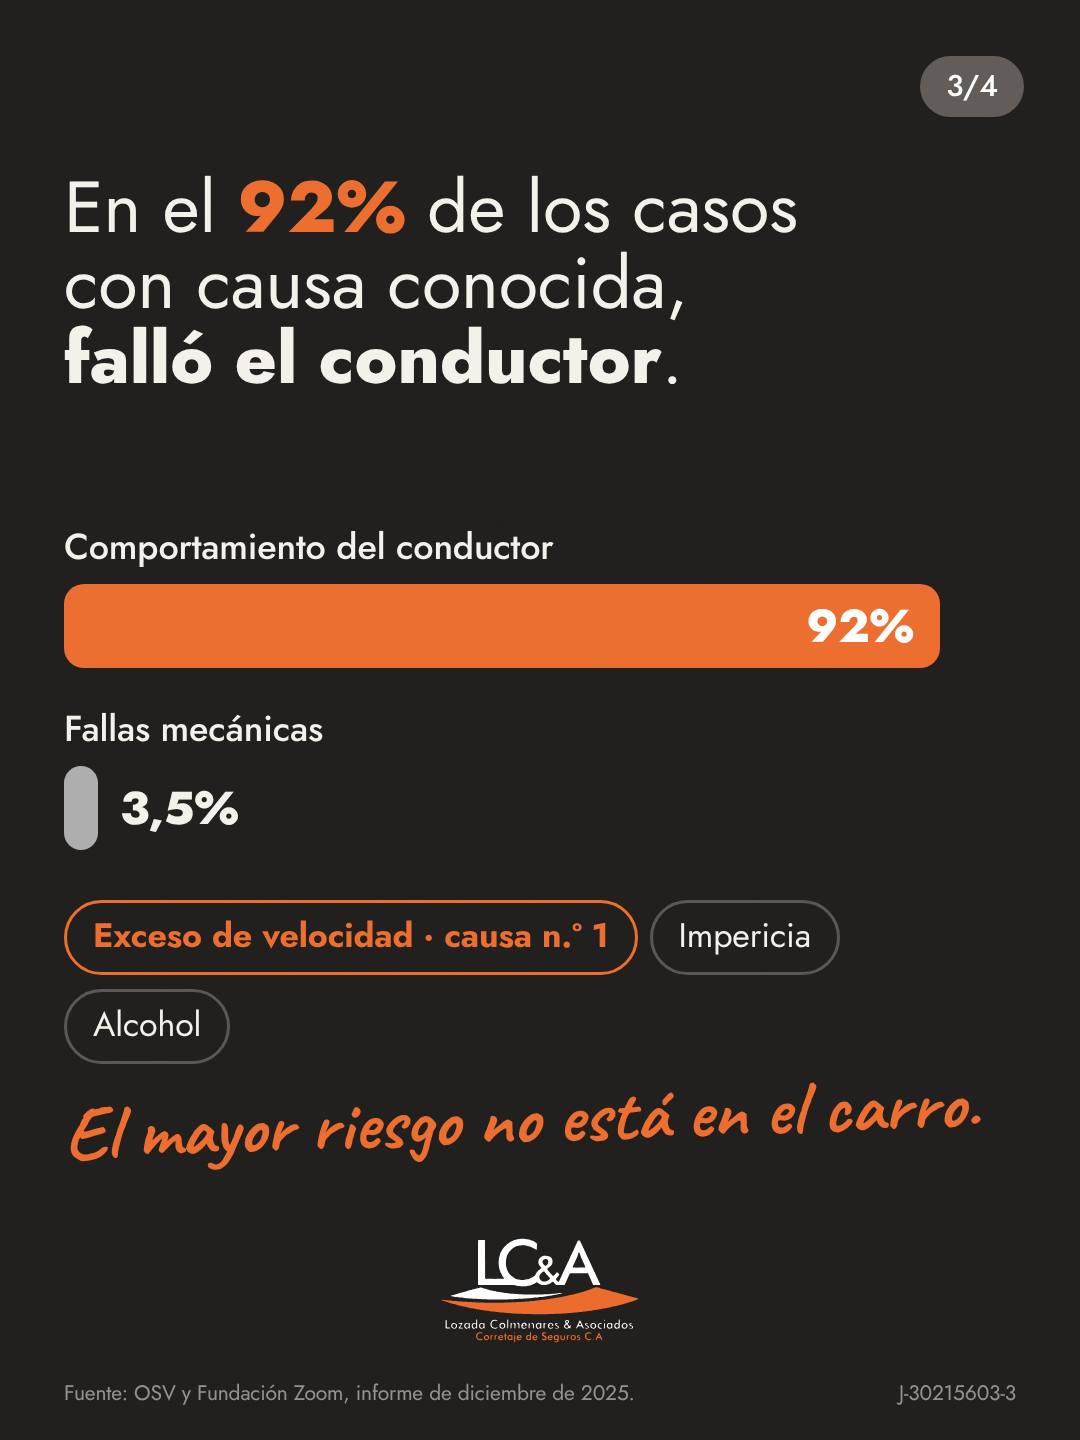 3/4
En el 92% de los casos
con causa conocida,
falló el conductor.
Comportamiento del conductor
92%
Fallas mecánicas
3,5%
Exceso de velocidad · causa n.º 1
Impericia
Alcohol
El mayor riesgo no está en el carro.
LC&A
Lozada Colmenares & Asociados
Corretaje de Seguros C A
Fuente: OSV y Fundación Zoom, informe de diciembre de 2025.
J-30215603-3